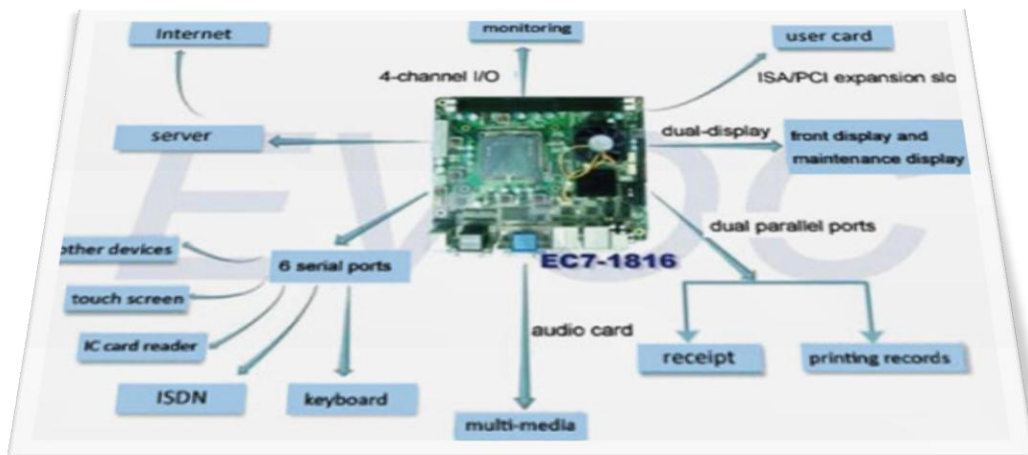 Internet
monitoring
user card
4-channel I/O
ISA/PCI expansion slo
server
dual-display
front display and
maintenance display
EVOC
dual parallel ports
other devices
6 serial ports
EC7-1816
touch screen
audio card
IC card reader
receipt
printing records
ISDN
keyboard
multi-media